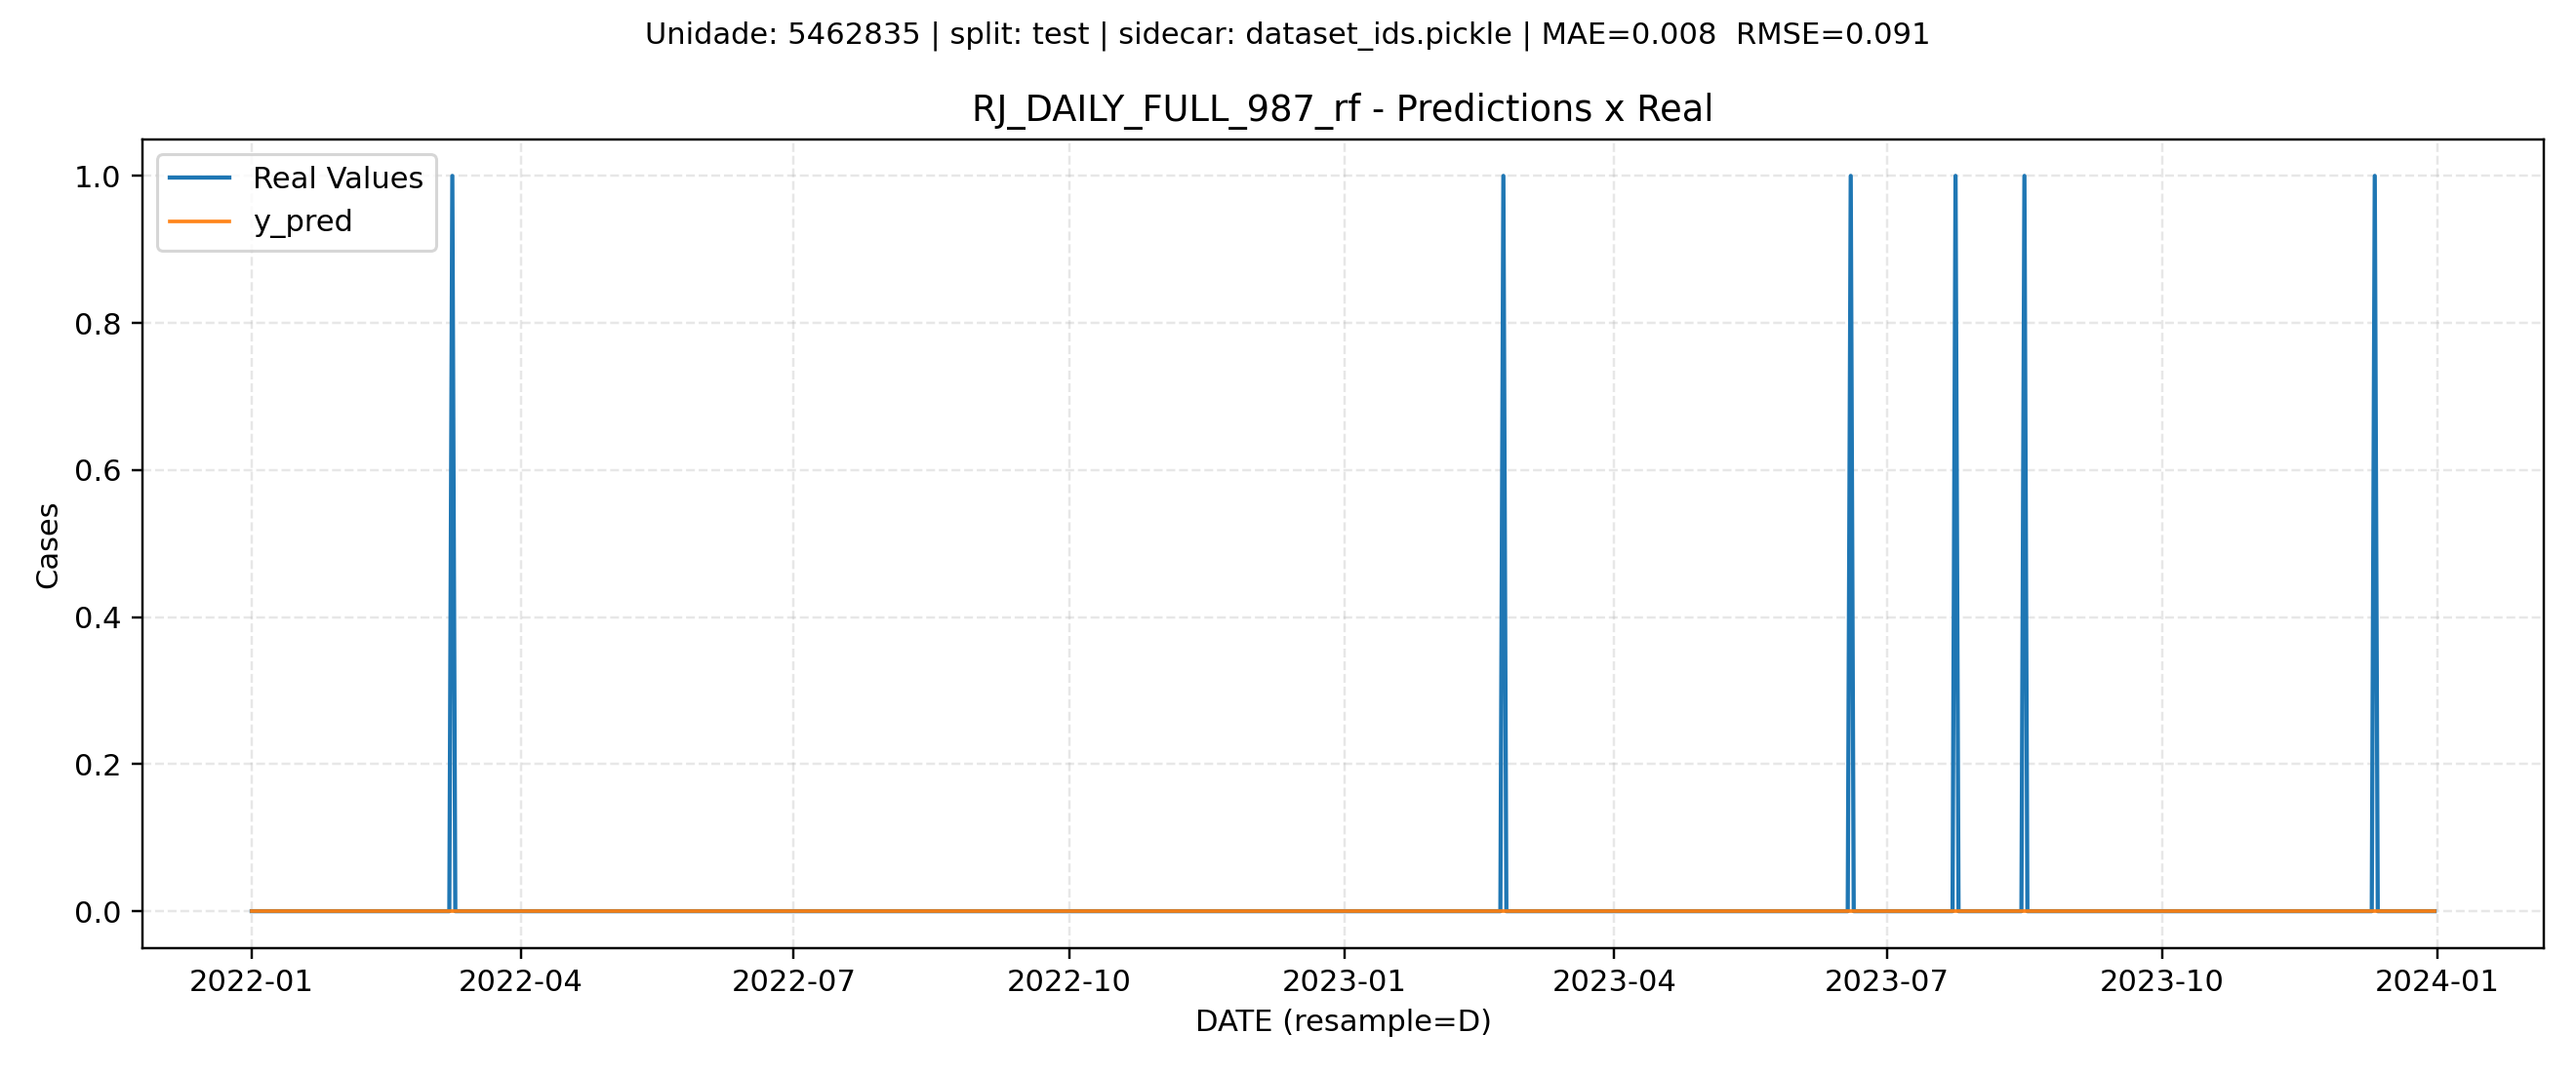 Unidade: 5462835 | split: test | sidecar: dataset_ids.pickle | MAE=0.008  RMSE=0.091
RJ_DAILY_FULL_987_rf - Predictions x Real
Real Values
y_pred
1.0
0.8
0.6
0.4
0.2
0.0
Cases
2022-01
2022-04
2022-07
2022-10
2023-01
2023-04
2023-07
2023-10
2024-01
DATE (resample=D)